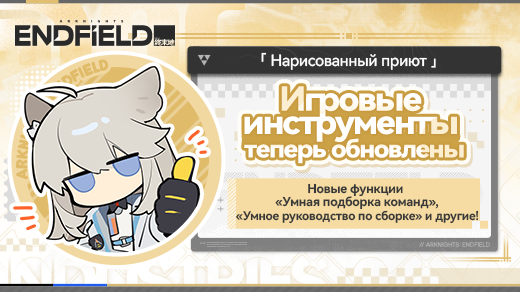 ARKNIGHTS
ENDFIELD
「 Нарисованный приют 」
Игровые
инструменты
теперь обновлены
Новые функции
«Умная подборка команд»,
«Умное руководство по сборке» и другие!
// ARKNIGHTS: ENDFIELD